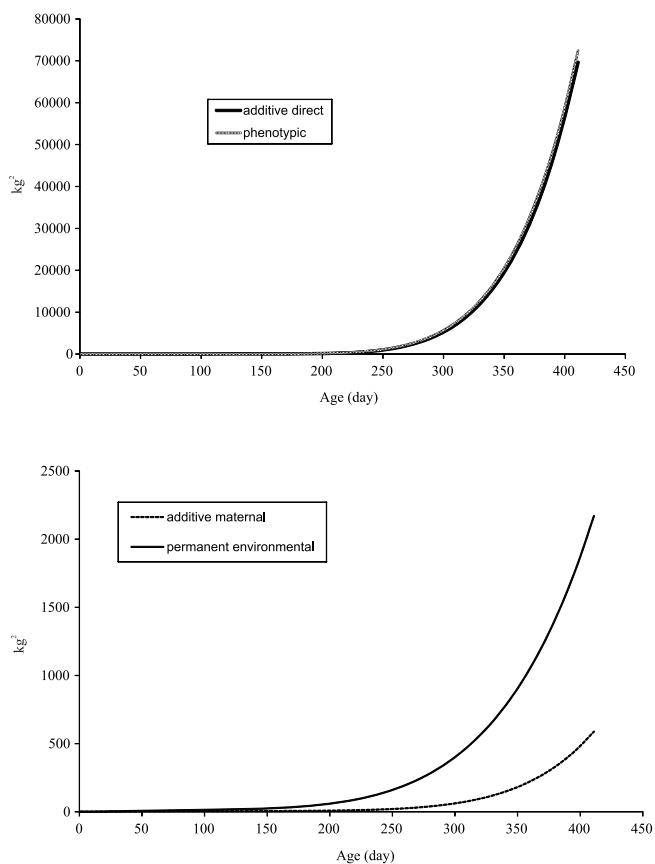 80000
70000
60000
50000
40000
30000
20000
10000
0
kg²
additive direct
phenotypic
0 50 100 150 200 250 300 350 400 450
Age (day)
2500
2000
1500
1000
500
0
kg²
additive maternal
permanent environmental
0 50 100 150 200 250 300 350 400 450
Age (day)